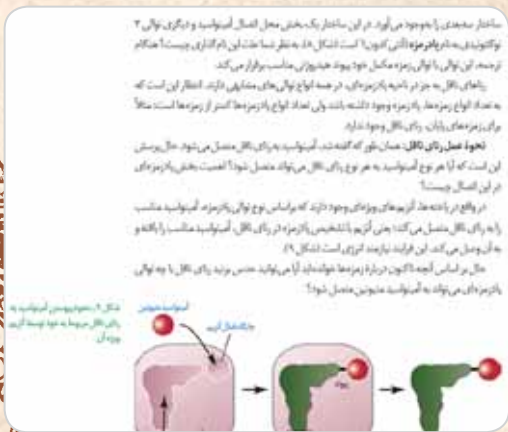 ساختار سه‌بعدی را به‌وجود می‌آورد. در این ساختار یک بخش محل اتصال آمینواسید و دیگری توالی ۳
نوکلئوتیدی به نام پادرمزه (آنتی کدون) است (شکل ۸). به نظر شما علت این نام‌گذاری چیست؟ هنگام
ترجمه، این توالی با توالی رمزه مکمل خود پیوند هیدروژنی مناسب برقرار می‌کند.
رناهای ناقل به جز در ناحیه پادرمزه‌ای، در همه انواع توالی‌های مشابهی دارند. انتظار این است که
به تعداد انواع رمزه‌ها، پادرمزه وجود داشته باشد ولی تعداد انواع پادرمزه‌ها کمتر از رمزه‌ها است؛ مثلاً
برای رمزه‌های پایان، رنای ناقل وجود ندارد.
نحوهٔ عمل رنای ناقل: همان طور که گفته شد، آمینواسید به رنای ناقل متصل می‌شود. حال پرسش
این است که آیا هر نوع آمینواسید به هر نوع رنای ناقل می‌تواند متصل شود؟ اهمیت بخش پادرمزه‌ای
در این اتصال چیست؟
در واقع در یاخته‌ها، آنزیم‌های ویژه‌ای وجود دارند که براساس نوع توالی پادرمزه، آمینواسید مناسب
را به رنای ناقل متصل می‌کند؛ یعنی آنزیم با تشخیص پادرمزه در رنای ناقل، آمینواسید مناسب را یافته و
به آن وصل می‌کند. این فرایند نیازمند انرژی است (شکل ۹).
حال بر اساس آنچه تاکنون دربارهٔ رمزه‌ها خوانده‌اید آیا می‌توانید حدس بزنید رنای ناقل با چه توالی
پادرمزه‌ای می‌تواند به آمینواسید متیونین متصل شود؟
شکل ۹ـ نحوه پیوستن آمینواسید به
رنای ناقل مربوط به خود توسط آنزیم
ویژه آن
آمینواسید متیونین
جایگاه فعال آنزیم
پیوند